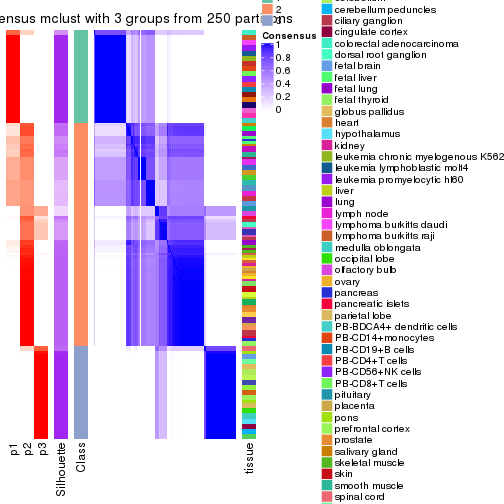 ensus mclust with 3 groups from 250 part
ns
2
Consensus
1
0.8
0.6
0.4
0.2
0
p1
p2
p3
Silhouette
Class
tissue
cerebellum peduncles
ciliary ganglion
cingulate cortex
colorectal adenocarcinoma
dorsal root ganglion
fetal brain
fetal liver
fetal lung
fetal thyroid
globus pallidus
heart
hypothalamus
kidney
leukemia chronic myelogenous K562
leukemia lymphoblastic molt4
leukemia promyelocytic hl60
liver
lung
lymph node
lymphoma burkitts daudi
lymphoma burkitts raji
medulla oblongata
occipital lobe
olfactory bulb
ovary
pancreas
pancreatic islets
parietal lobe
PB-BDCA4+ dendritic cells
PB-CD14+monocytes
PB-CD19+B cells
PB-CD4+T cells
PB-CD56+NK cells
PB-CD8+T cells
pituitary
placenta
pons
prefrontal cortex
prostate
salivary gland
skeletal muscle
skin
smooth muscle
spinal cord